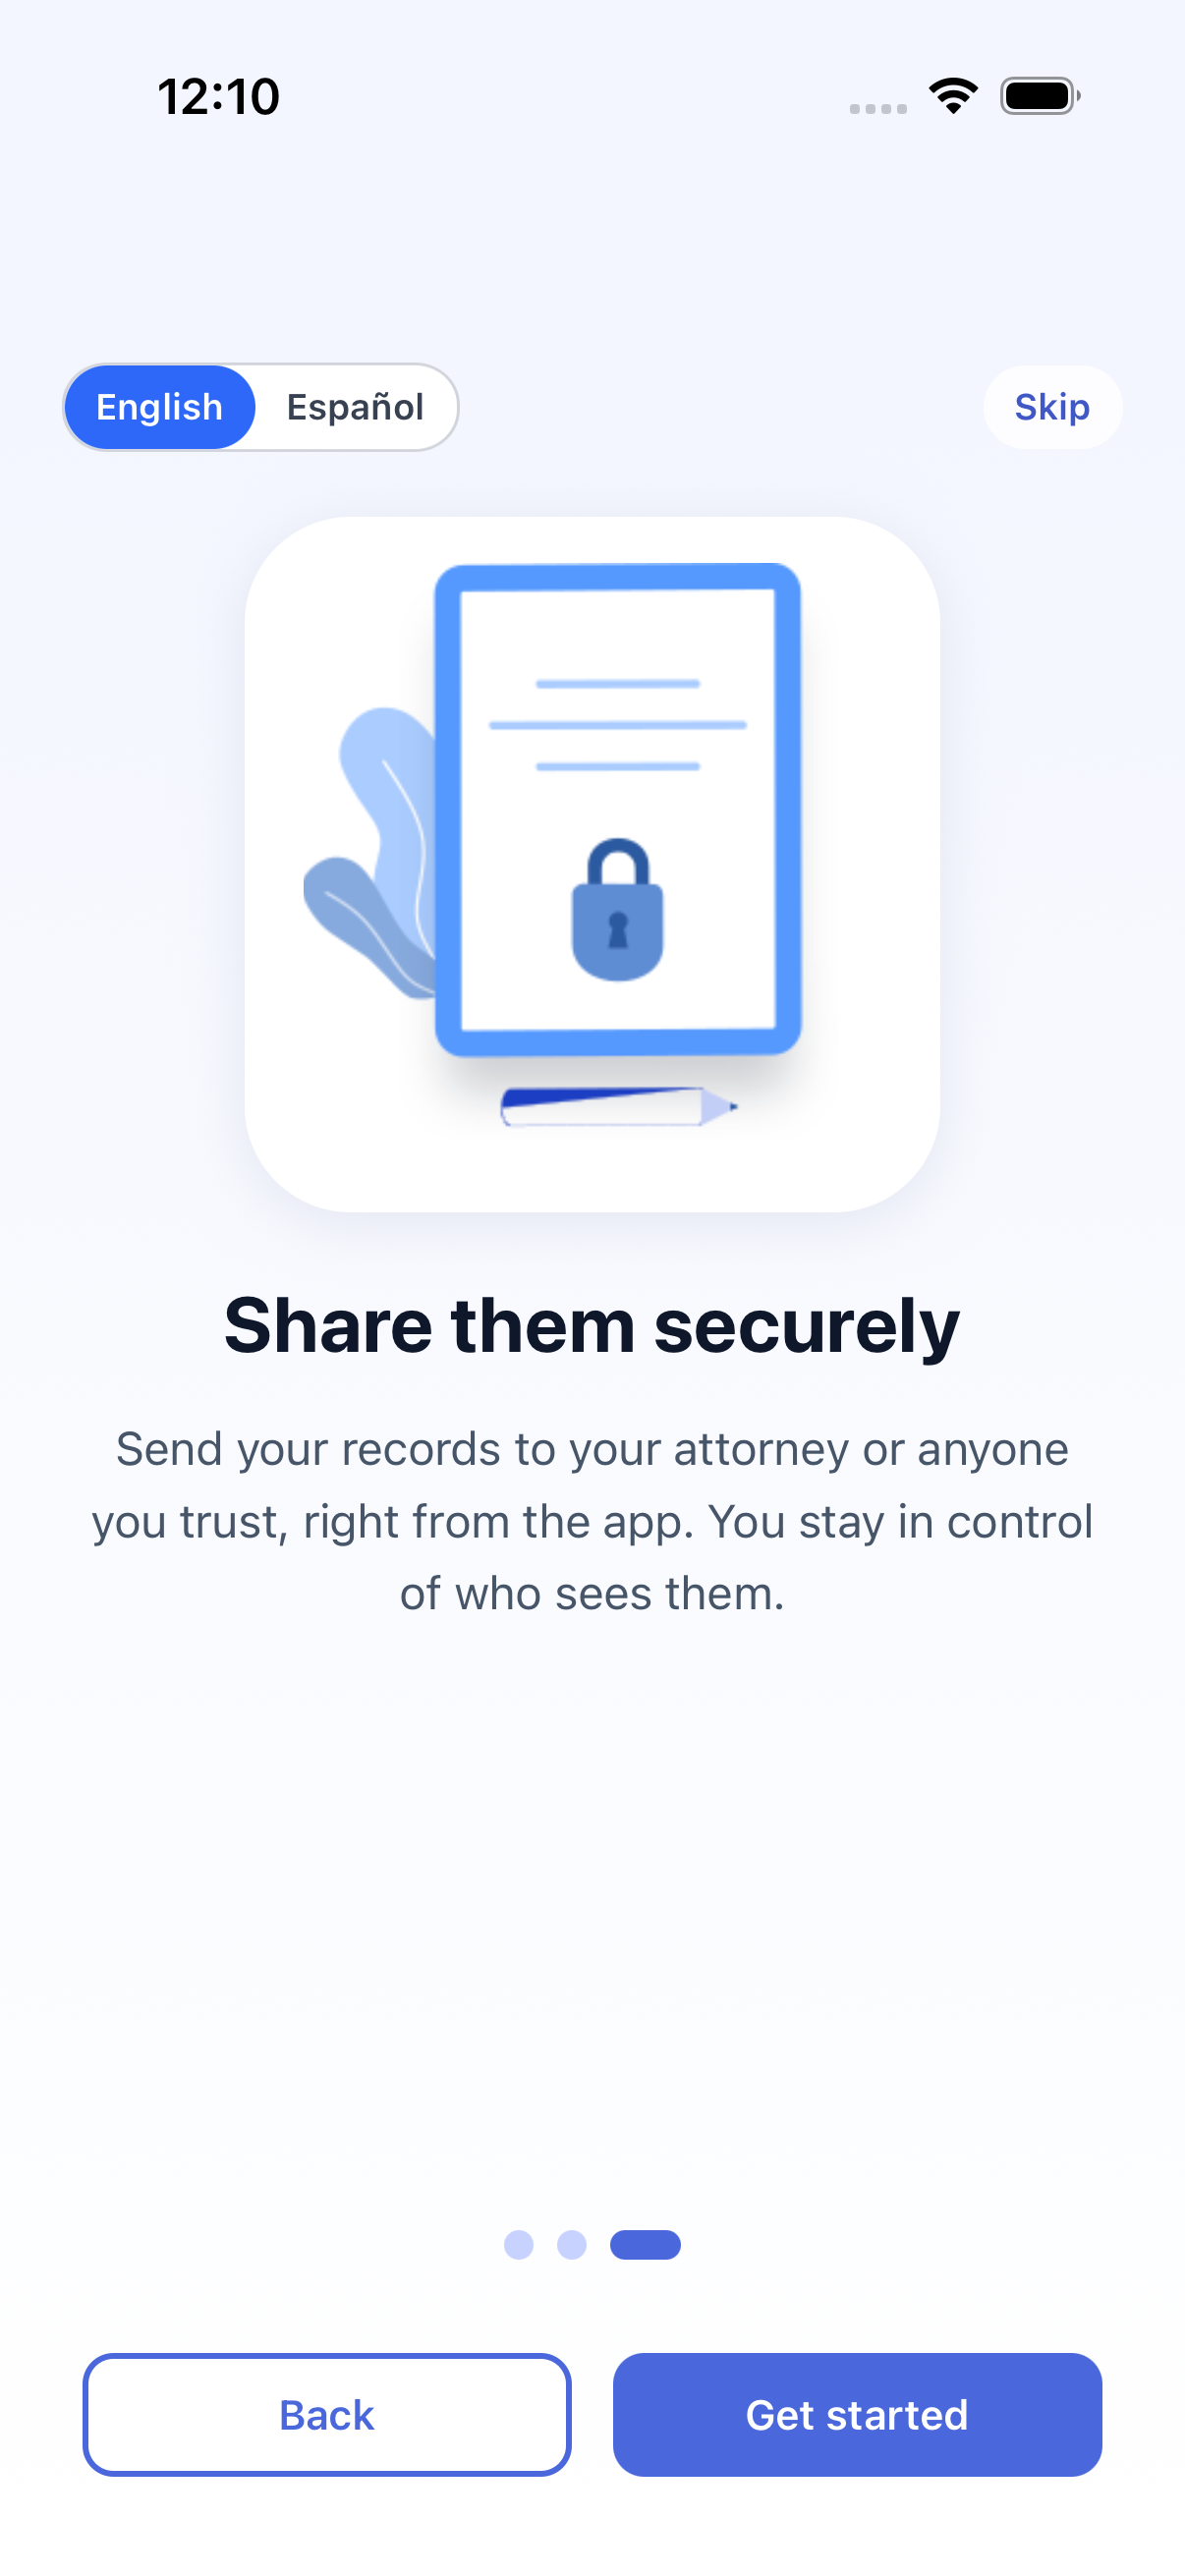 12:10
English Español Skip
Share them securely
Send your records to your attorney or anyone
you trust, right from the app. You stay in control
of who sees them.
Back Get started